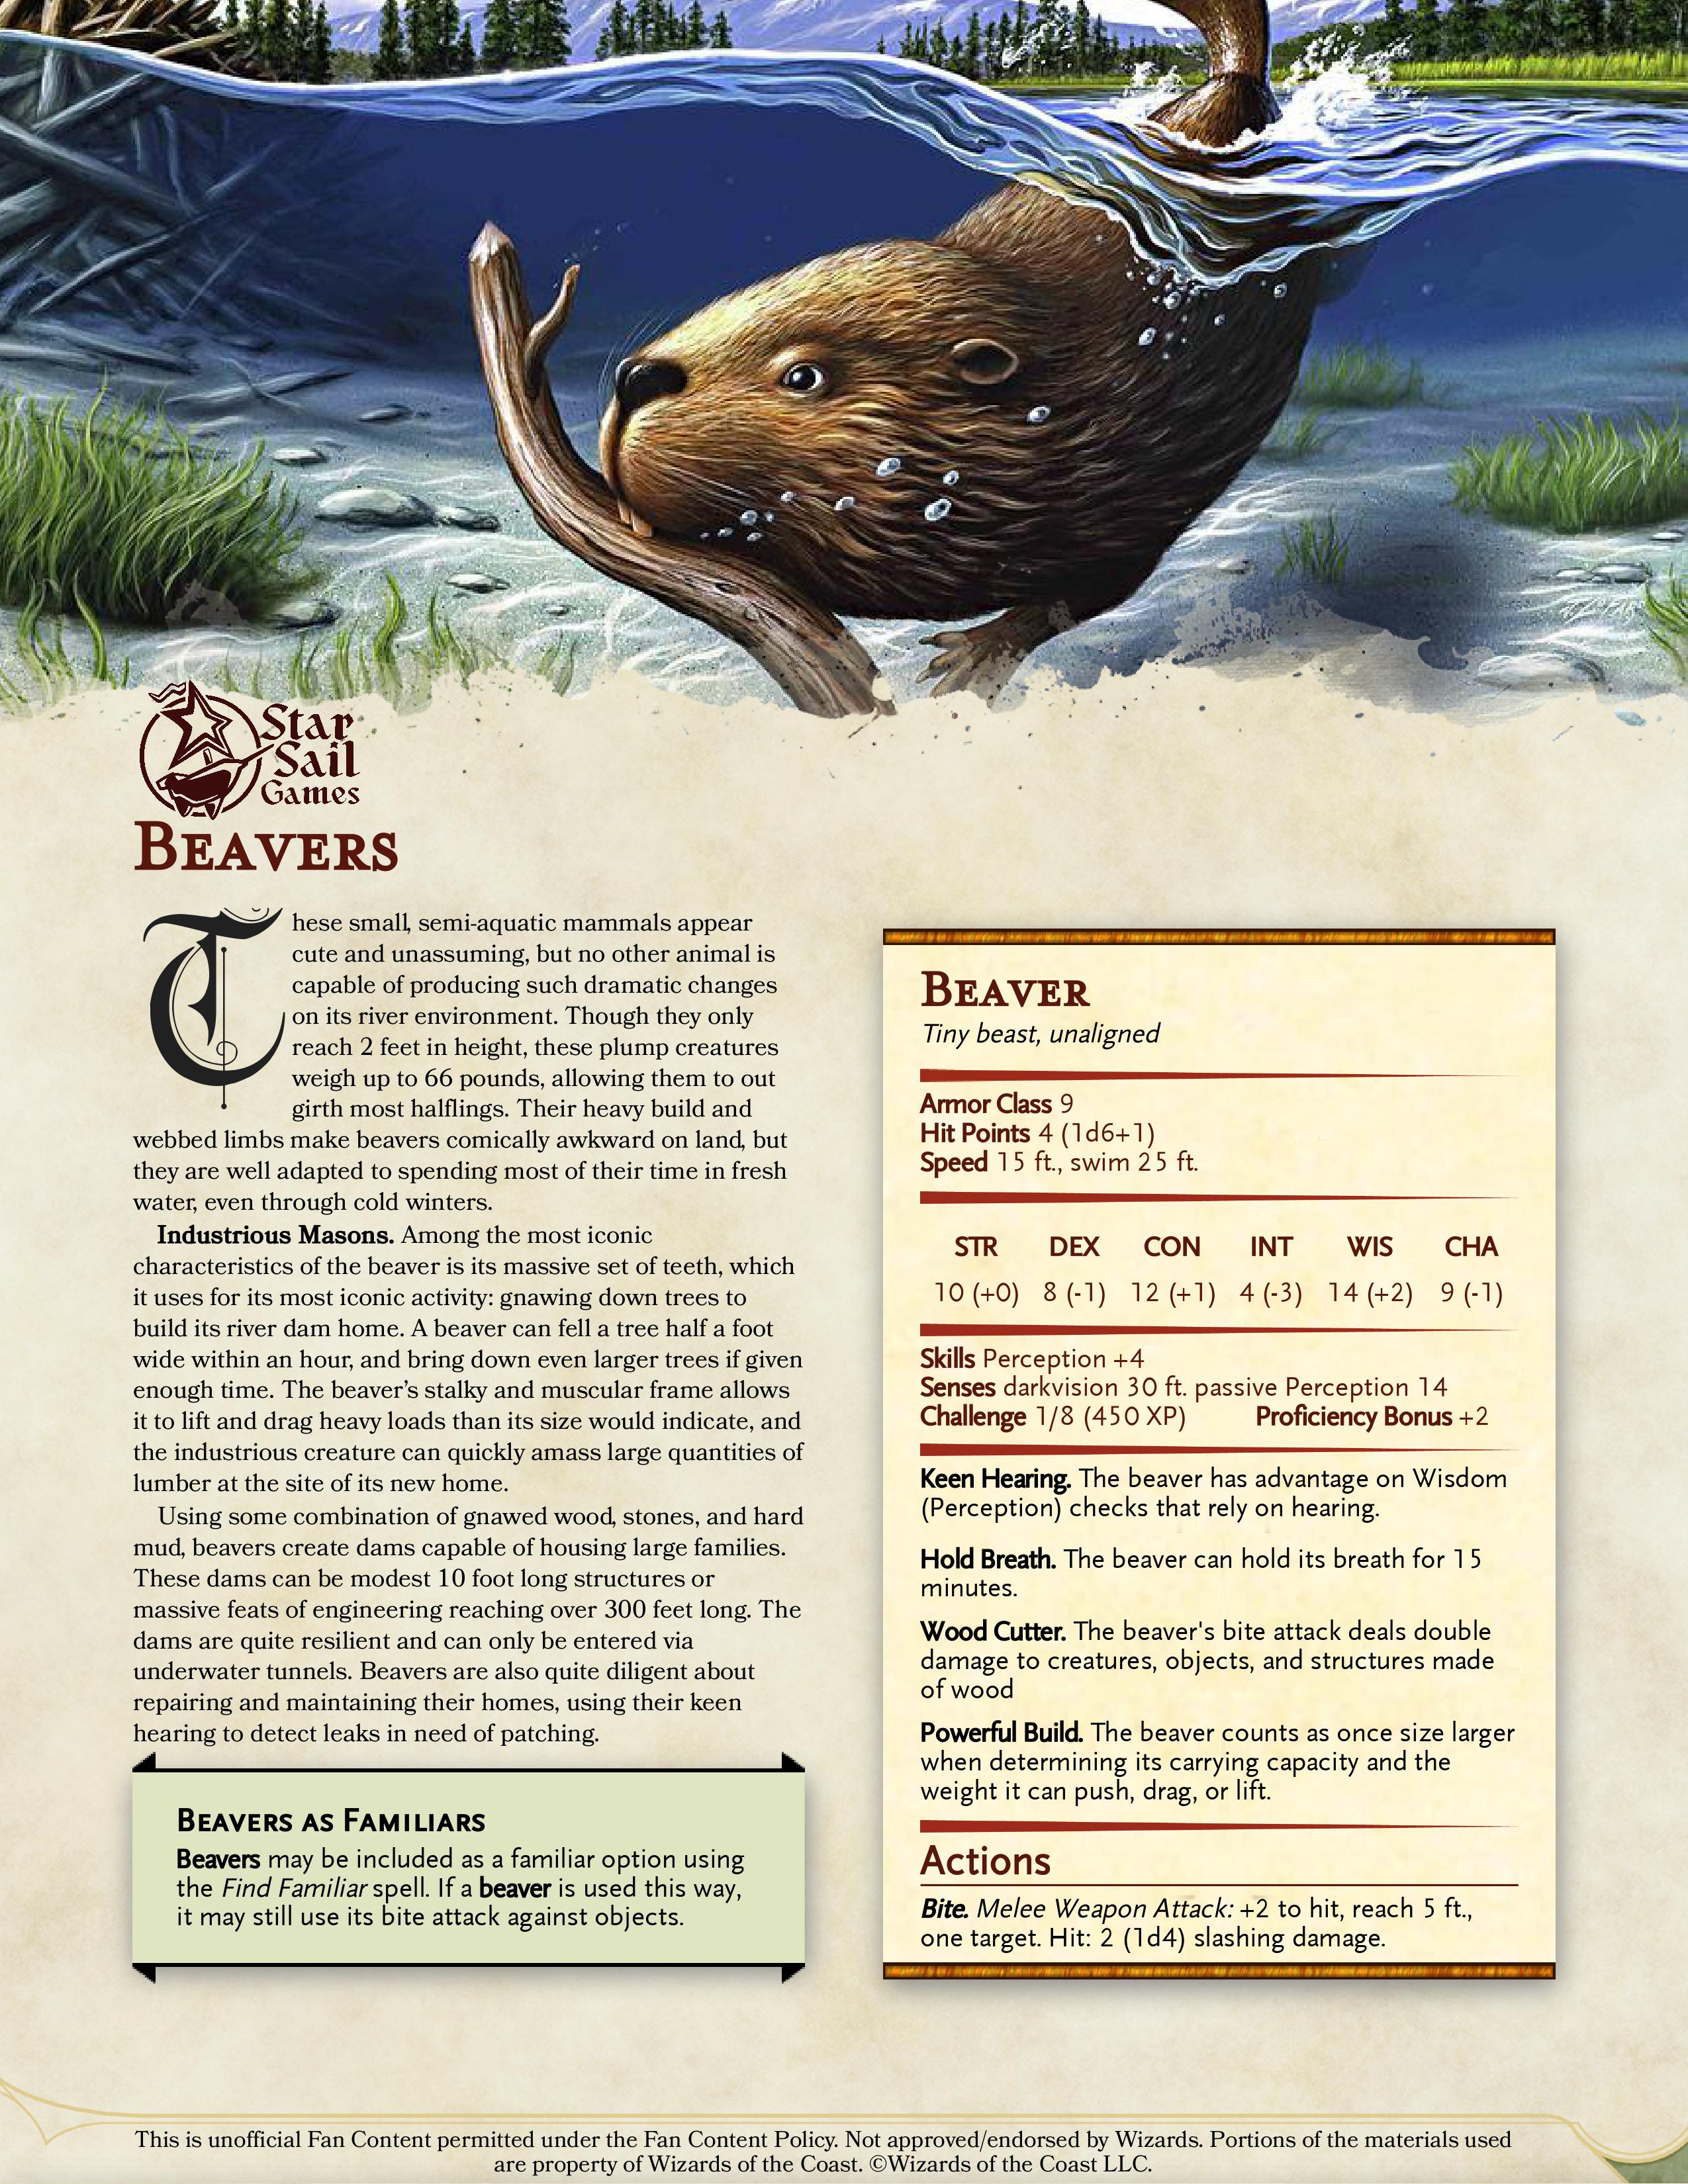 Star
Sail
Games
Beavers
These small, semi-aquatic mammals appear
cute and unassuming, but no other animal is
capable of producing such dramatic changes
on its river environment. Though they only
reach 2 feet in height, these plump creatures
weigh up to 66 pounds, allowing them to out
girth most halflings. Their heavy build and
webbed limbs make beavers comically awkward on land, but
they are well adapted to spending most of their time in fresh
water, even through cold winters.
Industrious Masons. Among the most iconic
characteristics of the beaver is its massive set of teeth, which
it uses for its most iconic activity: gnawing down trees to
build its river dam home. A beaver can fell a tree half a foot
wide within an hour, and bring down even larger trees if given
enough time. The beaver’s stalky and muscular frame allows
it to lift and drag heavy loads than its size would indicate, and
the industrious creature can quickly amass large quantities of
lumber at the site of its new home.
Using some combination of gnawed wood, stones, and hard
mud, beavers create dams capable of housing large families.
These dams can be modest 10 foot long structures or
massive feats of engineering reaching over 300 feet long. The
dams are quite resilient and can only be entered via
underwater tunnels. Beavers are also quite diligent about
repairing and maintaining their homes, using their keen
hearing to detect leaks in need of patching.
Beavers as Familiars
Beavers may be included as a familiar option using
the Find Familiar spell. If a beaver is used this way,
it may still use its bite attack against objects.
Beaver
Tiny beast, unaligned
Armor Class 9
Hit Points 4 (1d6+1)
Speed 15 ft., swim 25 ft.
STR DEX CON INT WIS CHA
10 (+0) 8 (-1) 12 (+1) 4 (-3) 14 (+2) 9 (-1)
Skills Perception +4
Senses darkvision 30 ft. passive Perception 14
Challenge 1/8 (450 XP) Proficiency Bonus +2
Keen Hearing. The beaver has advantage on Wisdom
(Perception) checks that rely on hearing.
Hold Breath. The beaver can hold its breath for 15
minutes.
Wood Cutter. The beaver's bite attack deals double
damage to creatures, objects, and structures made
of wood
Powerful Build. The beaver counts as once size larger
when determining its carrying capacity and the
weight it can push, drag, or lift.
Actions
Bite. Melee Weapon Attack: +2 to hit, reach 5 ft.,
one target. Hit: 2 (1d4) slashing damage.
This is unofficial Fan Content permitted under the Fan Content Policy. Not approved/endorsed by Wizards. Portions of the materials used
are property of Wizards of the Coast. ©Wizards of the Coast LLC.